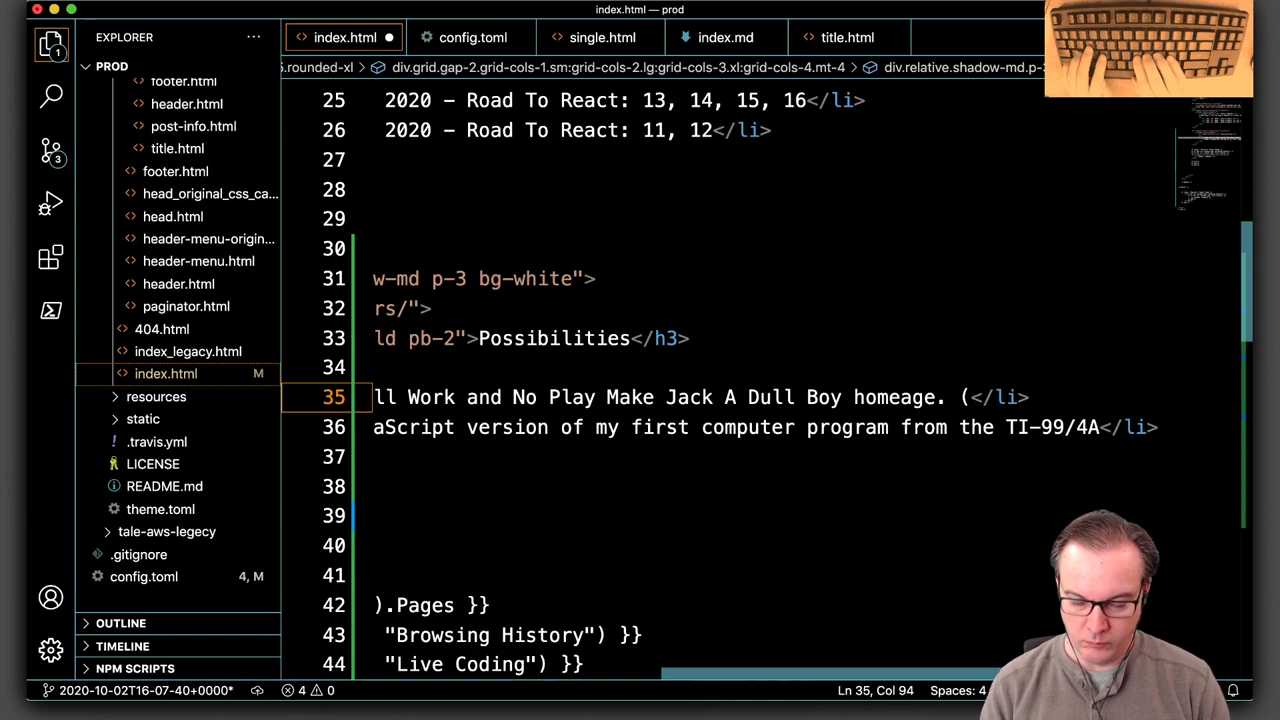 index.html — prod
EXPLORER
PROD
footer.html
header.html
post-info.html
title.html
footer.html
head_original_css_ca...
head.html
header-menu-origin...
header-menu.html
header.html
paginator.html
404.html
index_legacy.html
index.html M
resources
static
.travis.yml
LICENSE
README.md
theme.toml
tale-aws-legacy
.gitignore
config.toml 4, M
OUTLINE
TIMELINE
NPM SCRIPTS
1
3
index.html
config.toml
single.html
index.md
title.html
5.rounded-xl > div.grid.gap-2.grid-cols-1.sm:grid-cols-2.lg:grid-cols-3.xl:grid-cols-4.mt-4 > div.relative.shadow-md.p-3
25 2020 - Road To React: 13, 14, 15, 16</li>
26 2020 - Road To React: 11, 12</li>
27
28
29
30
31 w-md p-3 bg-white">
32 rs/">
33 ld pb-2">Possibilities</h3>
34
35 ll Work and No Play Make Jack A Dull Boy homeage. (</li>
36 aScript version of my first computer program from the TI-99/4A</li>
37
38
39
40
41
42 ).Pages }}
43 "Browsing History") }}
44 "Live Coding") }}
2020-10-02T16-07-40+0000* 4 0 Ln 35, Col 94 Spaces: 4